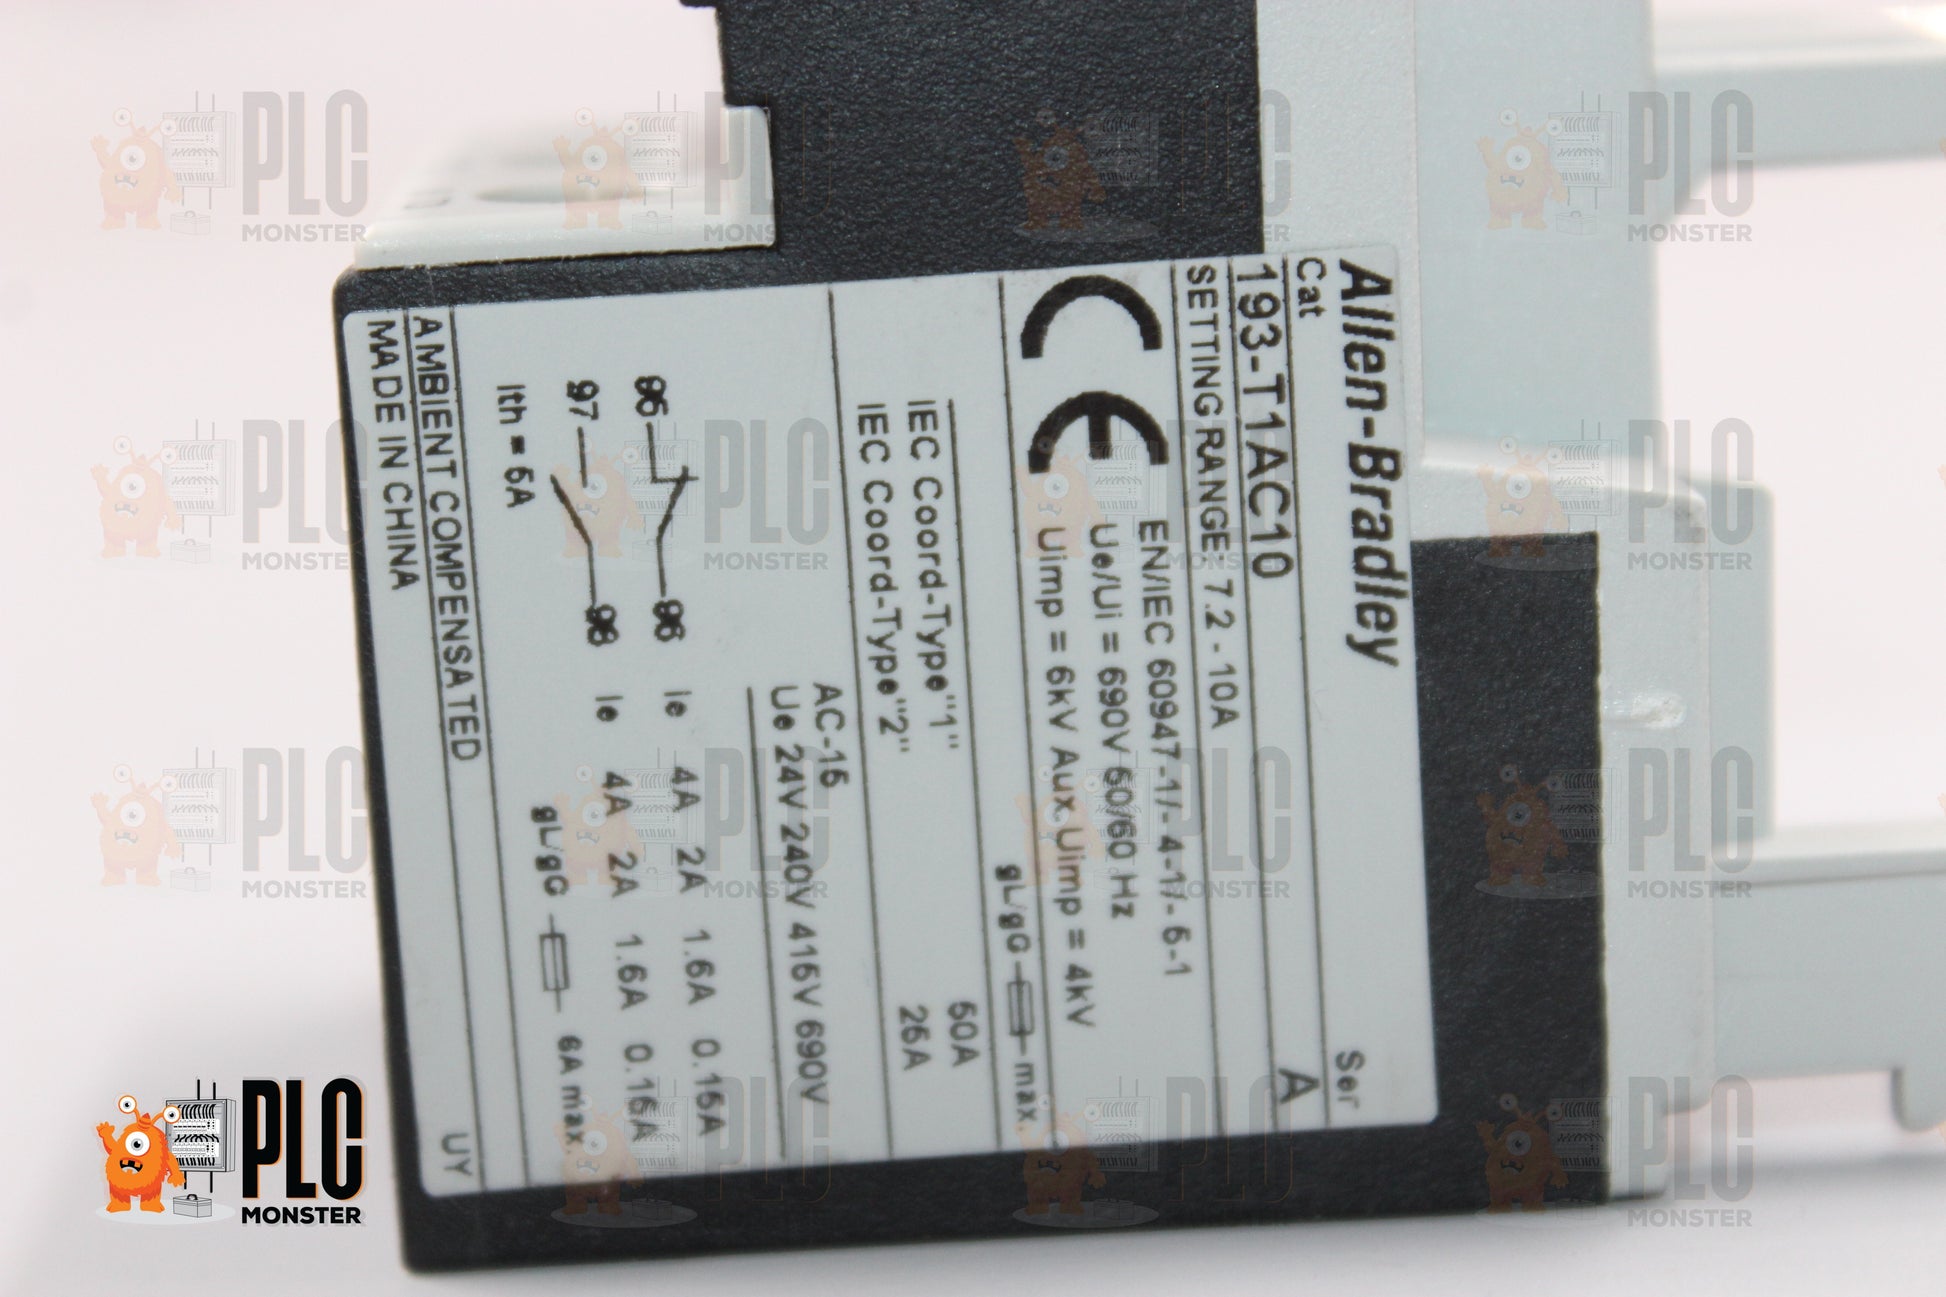 Allen-Bradley
Cat Ser
193-T1AC10 A
SETTING RANGE: 7.2 - 10A
CE EN/IEC 60947-1/-4-1/-5-1
Ue/Ui = 690V 50/60 Hz
Uimp = 6kV Aux.Uimp = 4kV
gL/gG max.
IEC Coord-Type"1" 50A
IEC Coord-Type"2" 25A
AC-15
Ue 24V 240V 415V 690V
95 96 Ie 4A 2A 1.6A 0.15A
97 98 Ie 4A 2A 1.6A 0.15A
Ith = 5A gL/gG 6A max.
AMBIENT COMPENSATED
MADE IN CHINA UY
PLC
MONSTER